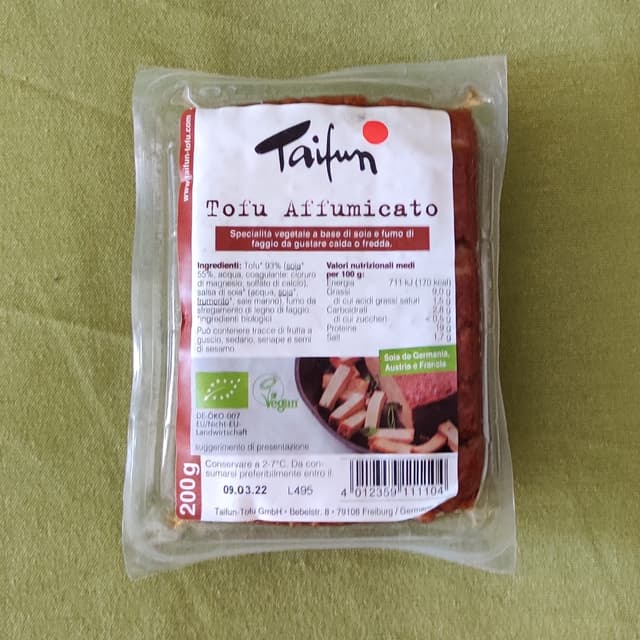 www.taifun-tofu.com
Taifun
Tofu Affumicato
Specialità vegetale a base di soia e fumo di
faggio da gustare calda o fredda.
Ingredienti: Tofu* 93% (soia*
55%, acqua, coagulante: cloruro
di magnesio, solfato di calcio),
salsa di soia* (acqua, soia*,
frumento*, sale marino), fumo da
sfregamento di legno di faggio.
*ingredienti biologici
Può contenere tracce di frutta a
guscio, sedano, senape e semi
di sesamo.
Valori nutrizionali medi
per 100 g:
Energia 711 kJ (170 kcal)
Grassi 9,0 g
di cui acidi grassi saturi 1,5 g
Carboidrati 2,8 g
di cui zuccheri < 0,5 g
Proteine 19 g
Sale 1,7 g
Soia da Germania,
Austria e Francia
Vegan
DE-ÖKO-007
EU/Nicht-EU-
Landwirtschaft
suggerimento di presentazione
200g
Conservare a 2-7°C. Da con-
sumarsi preferibilmente entro il:
09.03.22 L495
4 012359 111104
Taifun-Tofu GmbH • Bebelstr. 8 • 79108 Freiburg / German